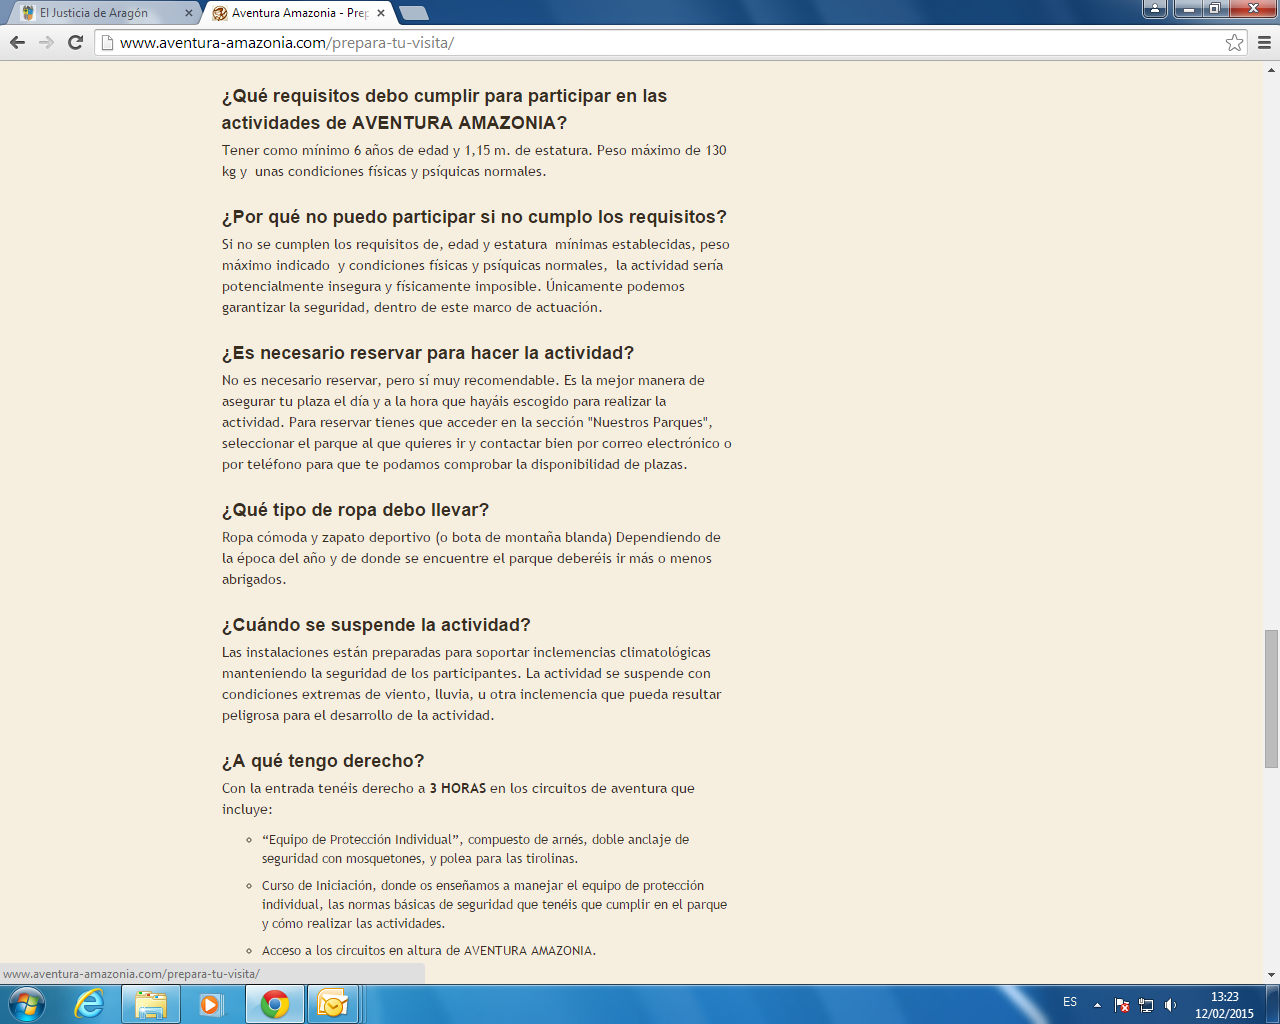 El Justicia de Aragón
Aventura Amazonia - Prep
www.aventura-amazonia.com/prepara-tu-visita/
¿Qué requisitos debo cumplir para participar en las
actividades de AVENTURA AMAZONIA?
Tener como mínimo 6 años de edad y 1,15 m. de estatura. Peso máximo de 130
kg y  unas condiciones físicas y psíquicas normales.
¿Por qué no puedo participar si no cumplo los requisitos?
Si no se cumplen los requisitos de, edad y estatura  mínimas establecidas, peso
máximo indicado  y condiciones físicas y psíquicas normales,  la actividad sería
potencialmente insegura y físicamente imposible. Únicamente podemos
garantizar la seguridad, dentro de este marco de actuación.
¿Es necesario reservar para hacer la actividad?
No es necesario reservar, pero sí muy recomendable. Es la mejor manera de
asegurar tu plaza el día y a la hora que hayáis escogido para realizar la
actividad. Para reservar tienes que acceder en la sección "Nuestros Parques",
seleccionar el parque al que quieres ir y contactar bien por correo electrónico o
por teléfono para que te podamos comprobar la disponibilidad de plazas.
¿Qué tipo de ropa debo llevar?
Ropa cómoda y zapato deportivo (o bota de montaña blanda) Dependiendo de
la época del año y de donde se encuentre el parque deberéis ir más o menos
abrigados.
¿Cuándo se suspende la actividad?
Las instalaciones están preparadas para soportar inclemencias climatológicas
manteniendo la seguridad de los participantes. La actividad se suspende con
condiciones extremas de viento, lluvia, u otra inclemencia que pueda resultar
peligrosa para el desarrollo de la actividad.
¿A qué tengo derecho?
Con la entrada tenéis derecho a 3 HORAS en los circuitos de aventura que
incluye:
“Equipo de Protección Individual”, compuesto de arnés, doble anclaje de
seguridad con mosquetones, y polea para las tirolinas.
Curso de Iniciación, donde os enseñamos a manejar el equipo de protección
individual, las normas básicas de seguridad que tenéis que cumplir en el parque
y cómo realizar las actividades.
Acceso a los circuitos en altura de AVENTURA AMAZONIA.
www.aventura-amazonia.com/prepara-tu-visita/
ES
13:23
12/02/2015